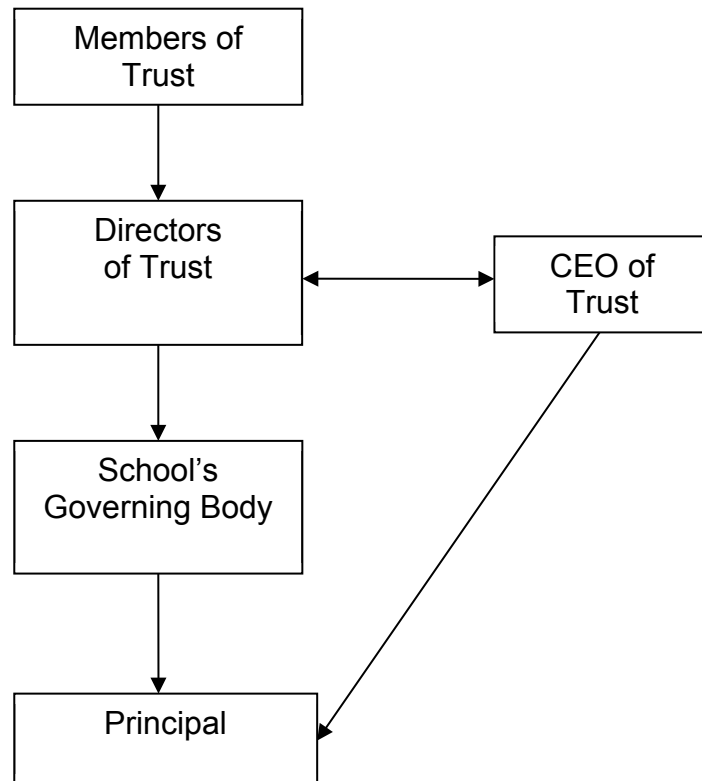 Members of
Trust
Directors
of Trust
CEO of
Trust
School’s
Governing Body
Principal